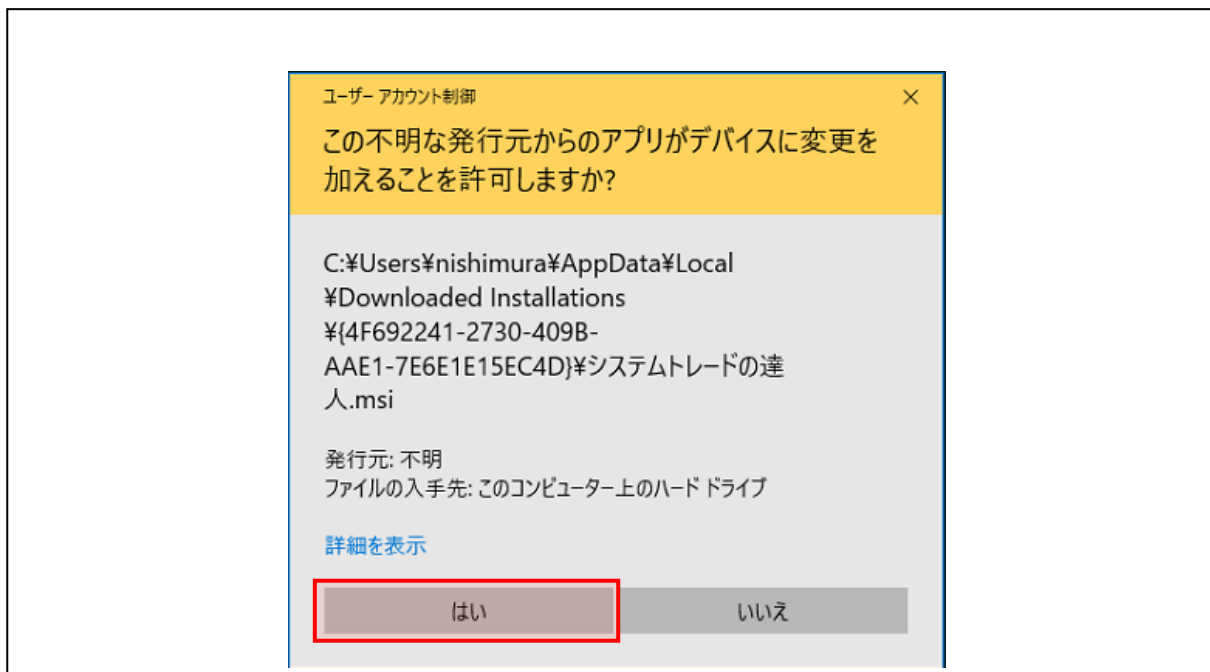 ユーザー アカウント制御
この不明な発行元からのアプリがデバイスに変更を
加えることを許可しますか?
C:¥Users¥nishimura¥AppData¥Local
¥Downloaded Installations
¥{4F692241-2730-409B-
AAE1-7E6E1E15EC4D}¥システムトレードの達
人.msi
発行元: 不明
ファイルの入手先: このコンピューター上のハード ドライブ
詳細を表示
はい いいえ